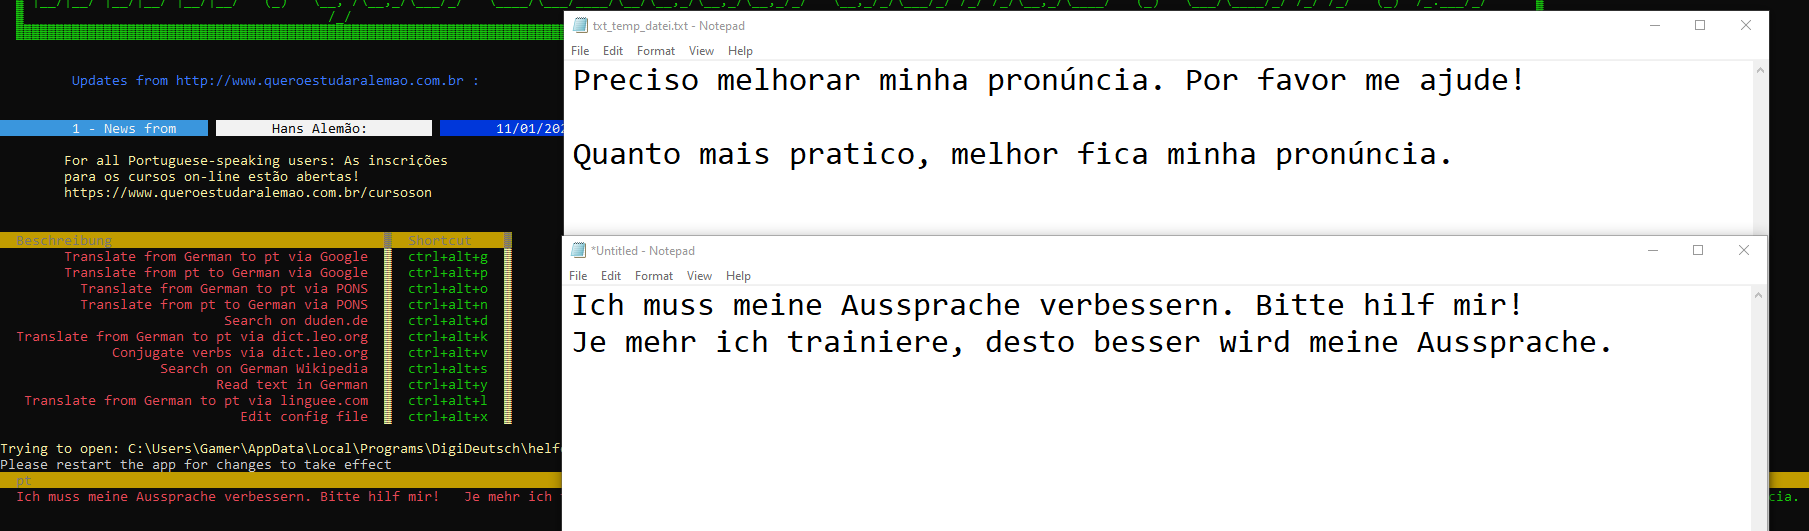 Updates from http://www.queroestudaralemao.com.br :
1 - News from Hans Alemão: 11/01/202
For all Portuguese-speaking users: As inscrições
para os cursos on-line estão abertas!
https://www.queroestudaralemao.com.br/cursoson
Beschreibung Shortcut
Translate from German to pt via Google ctrl+alt+g
Translate from pt to German via Google ctrl+alt+p
Translate from German to pt via PONS ctrl+alt+o
Translate from pt to German via PONS ctrl+alt+n
Search on duden.de ctrl+alt+d
Translate from German to pt via dict.leo.org ctrl+alt+k
Conjugate verbs via dict.leo.org ctrl+alt+v
Search on German Wikipedia ctrl+alt+s
Read text in German ctrl+alt+y
Translate from German to pt via linguee.com ctrl+alt+l
Edit config file ctrl+alt+x
Trying to open: C:\Users\Gamer\AppData\Local\Programs\DigiDeutsch\helf
Please restart the app for changes to take effect
pt
Ich muss meine Aussprache verbessern. Bitte hilf mir! Je mehr ich
cia.
txt_temp_datei.txt - Notepad
File Edit Format View Help
Preciso melhorar minha pronúncia. Por favor me ajude!
Quanto mais pratico, melhor fica minha pronúncia.
*Untitled - Notepad
File Edit Format View Help
Ich muss meine Aussprache verbessern. Bitte hilf mir!
Je mehr ich trainiere, desto besser wird meine Aussprache.